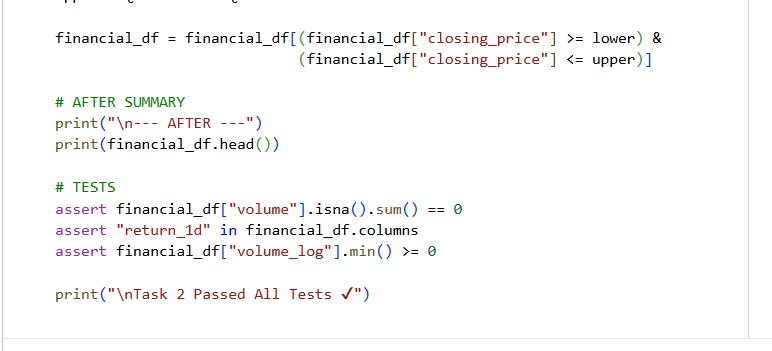 financial_df = financial_df[(financial_df["closing_price"] >= lower) &
(financial_df["closing_price"] <= upper)]
# AFTER SUMMARY
print("\n--- AFTER ---")
print(financial_df.head())
# TESTS
assert financial_df["volume"].isna().sum() == 0
assert "return_1d" in financial_df.columns
assert financial_df["volume_log"].min() >= 0
print("\nTask 2 Passed All Tests ✓")